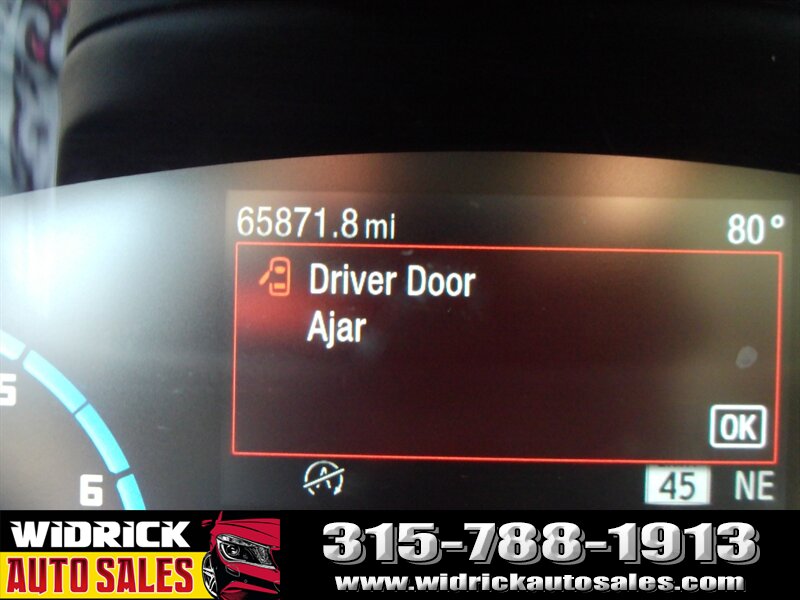 65871.8 mi 80°
Driver Door
Ajar
OK
5
6
A
45 NE
WIDRICK
AUTO SALES
315-788-1913
www.widrickautosales.com